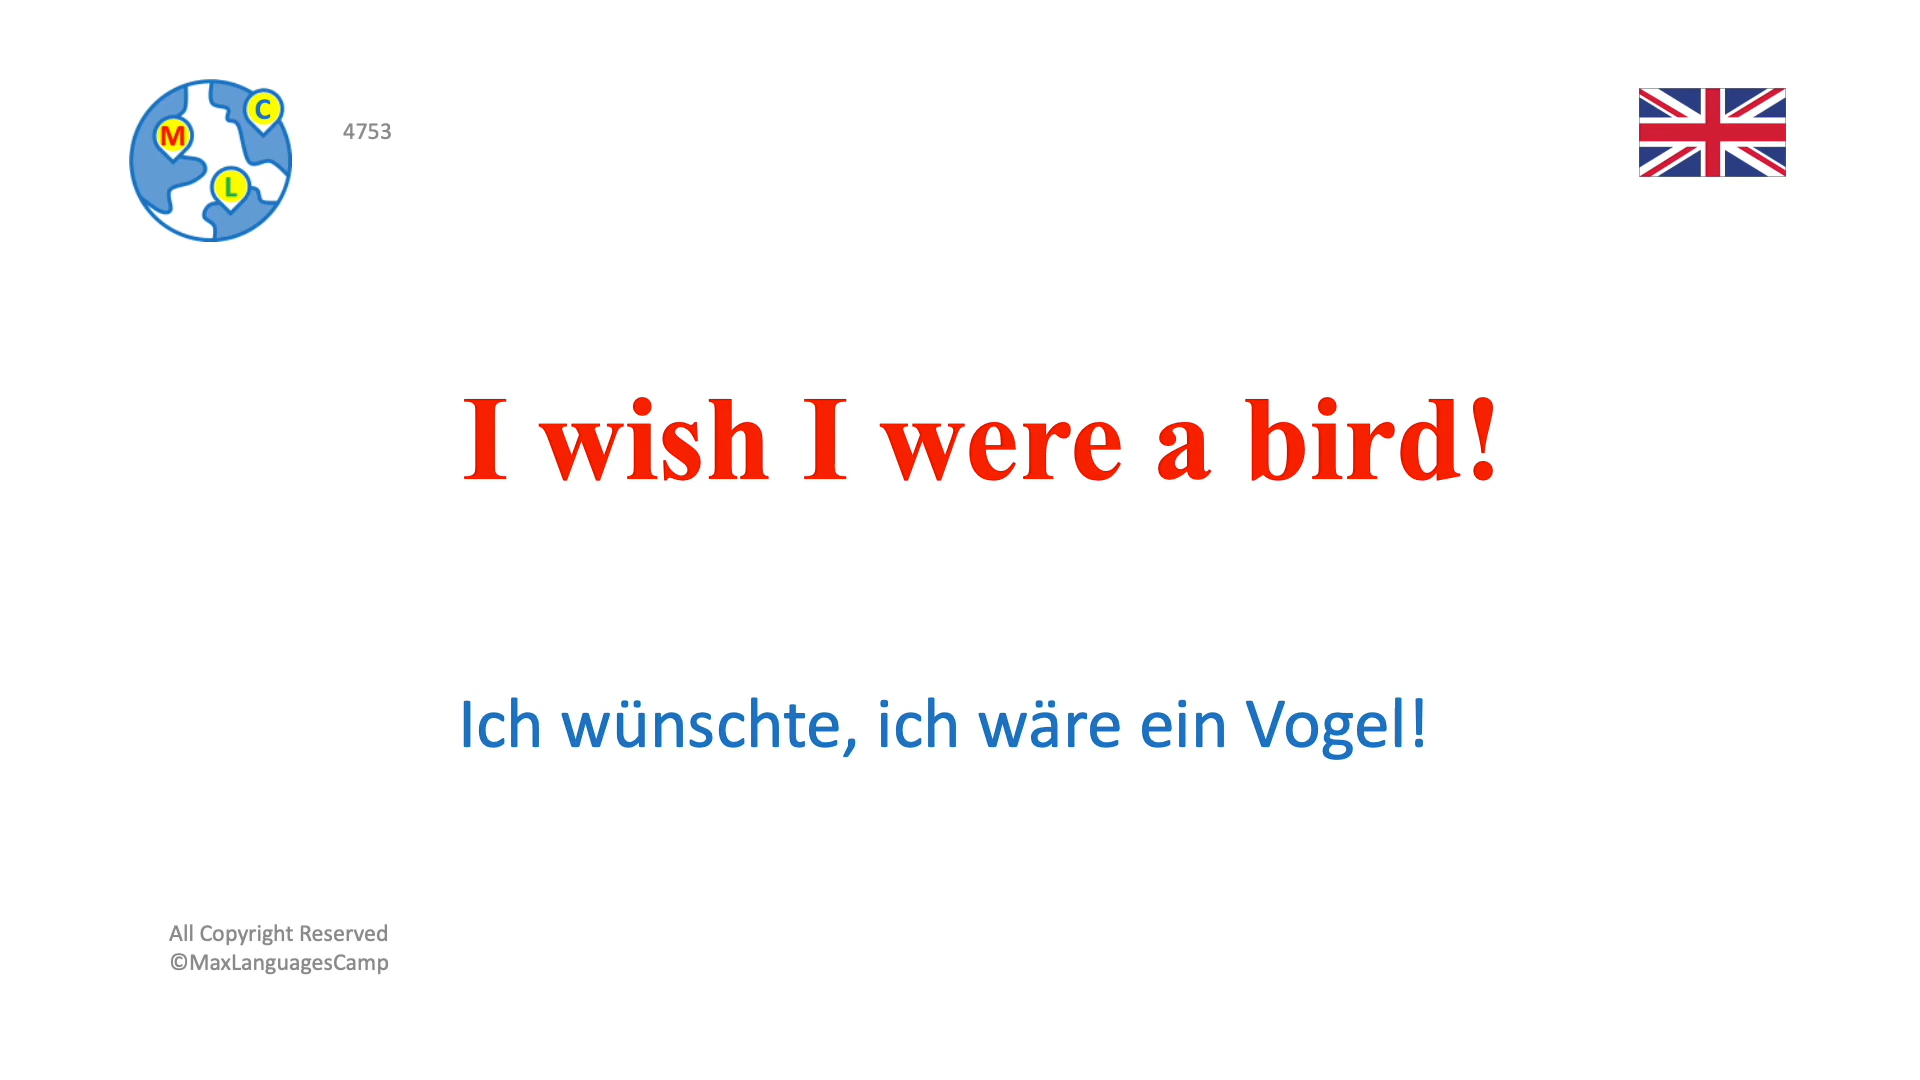 M
C
L
4753
I wish I were a bird!
Ich wünschte, ich wäre ein Vogel!
All Copyright Reserved
©MaxLanguagesCamp